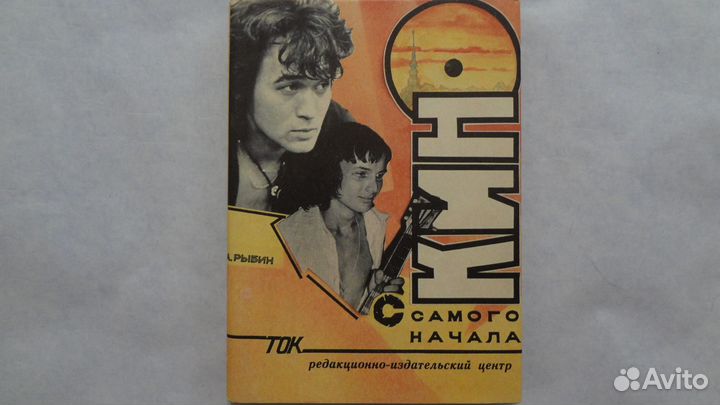 КИНО
А. РЫБИН
С САМОГО
НАЧАЛА
ТОК
редакционно-издательский центр
Avito